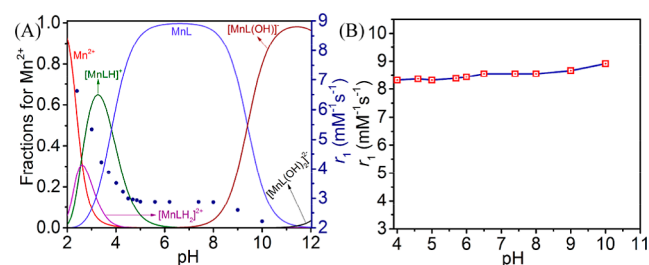 (A)
Fractions for Mn2+
1.0
0.8
0.6
0.4
0.2
0.0
2
4
6
8
10
12
pH
Mn2+
[MnLH]+
MnL
[MnL(OH)]-
[MnLH2]2+
[MnL(OH)2]2-
9
8
7
6
5
4
3
2
r1 (mM-1s-1)
(B)
r1 (mM-1s-1)
10
9
8
7
6
5
4
3
2
4
5
6
7
8
9
10
11
pH